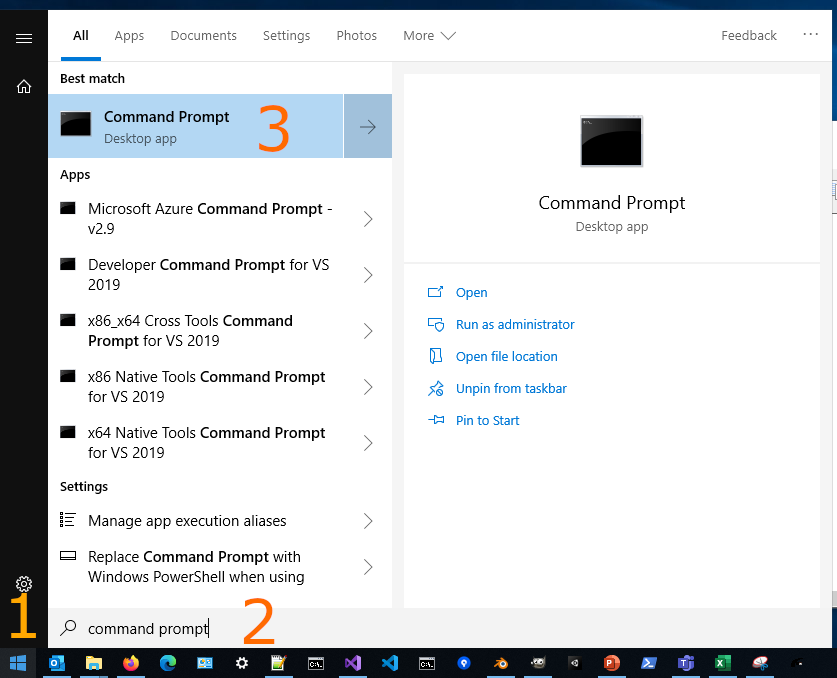 All Apps Documents Settings Photos More Feedback ...
Best match
Command Prompt
Desktop app
3
Apps
Microsoft Azure Command Prompt -
v2.9
Developer Command Prompt for VS
2019
x86_x64 Cross Tools Command
Prompt for VS 2019
x86 Native Tools Command Prompt
for VS 2019
x64 Native Tools Command Prompt
for VS 2019
Settings
Manage app execution aliases
Replace Command Prompt with
Windows PowerShell when using
Command Prompt
Desktop app
Open
Run as administrator
Open file location
Unpin from taskbar
Pin to Start
1
command prompt
2